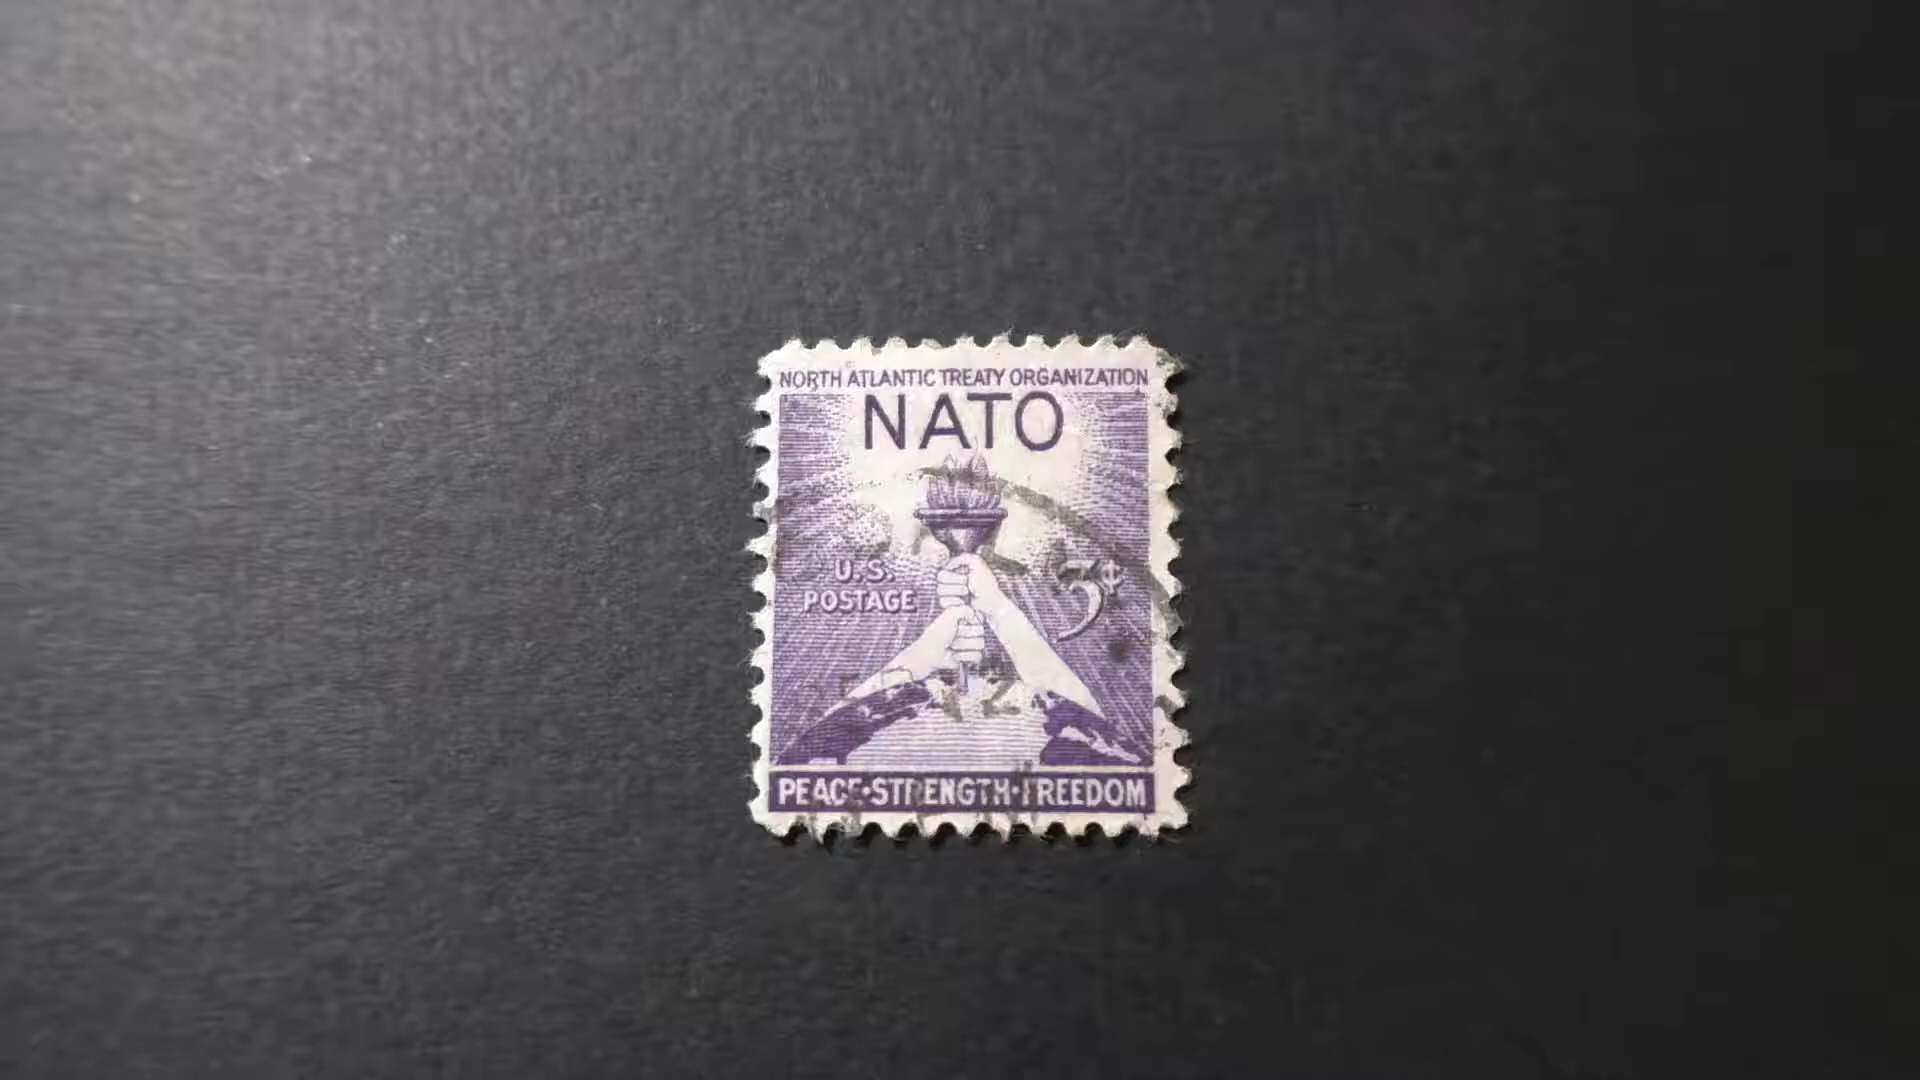 NORTH ATLANTIC TREATY ORGANIZATION
NATO
U.S.
POSTAGE
3¢
PEACE·STRENGTH·FREEDOM